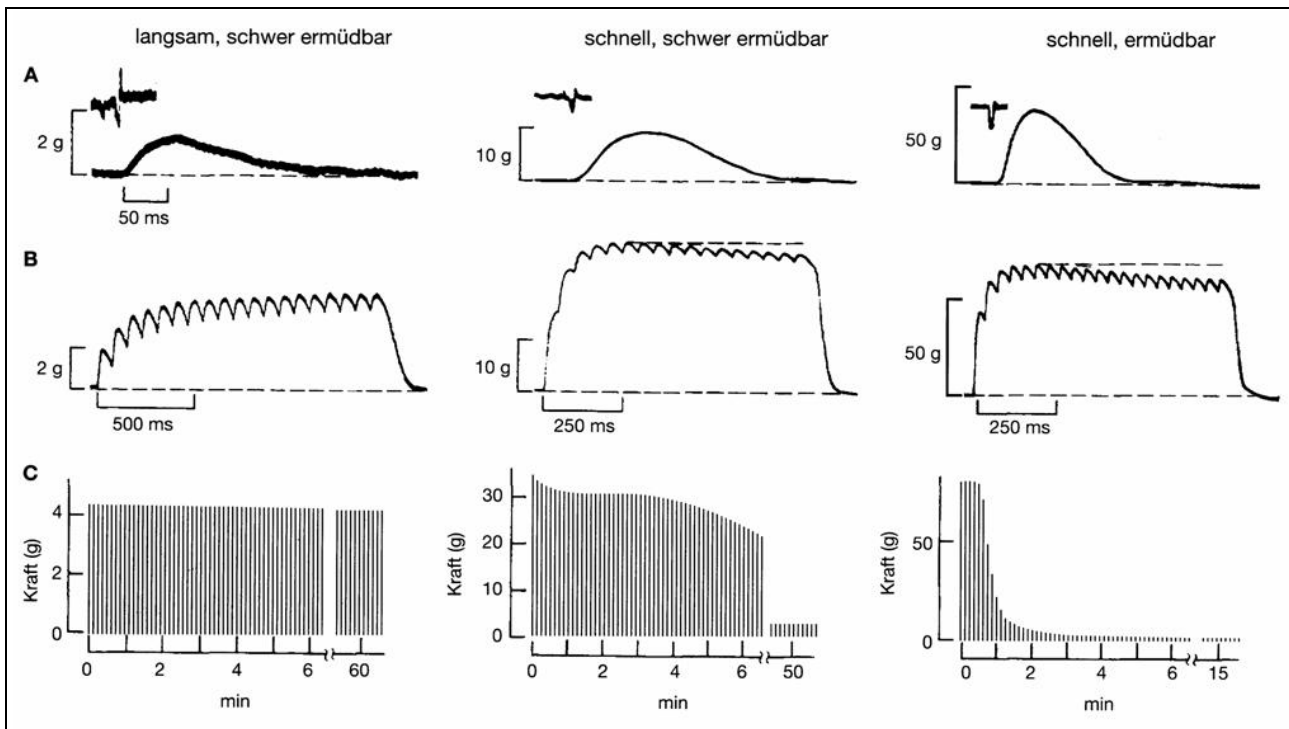 langsam, schwer ermüdbar
schnell, schwer ermüdbar
schnell, ermüdbar
A
2 g
50 ms
10 g
50 g
B
2 g
500 ms
10 g
250 ms
50 g
250 ms
C
Kraft (g)
4
2
0
0 2 4 6 60
min
Kraft (g)
30
20
10
0
0 2 4 6 50
min
Kraft (g)
50
0
0 2 4 6 15
min